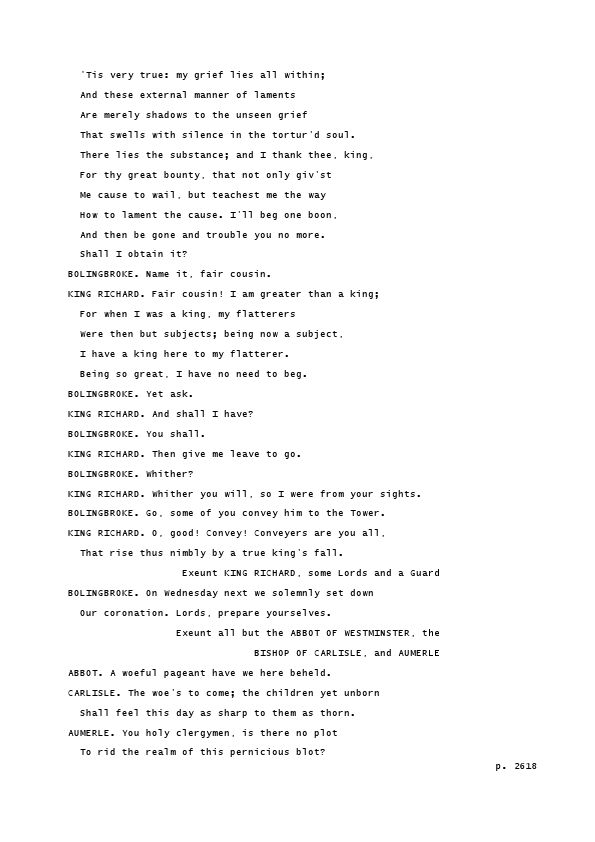 'Tis very true: my grief lies all within;
And these external manner of laments
Are merely shadows to the unseen grief
That swells with silence in the tortur'd soul.
There lies the substance; and I thank thee, king,
For thy great bounty, that not only giv'st
Me cause to wail, but teachest me the way
How to lament the cause. I'll beg one boon,
And then be gone and trouble you no more.
Shall I obtain it?
BOLINGBROKE. Name it, fair cousin.
KING RICHARD. Fair cousin! I am greater than a king;
For when I was a king, my flatterers
Were then but subjects; being now a subject,
I have a king here to my flatterer.
Being so great, I have no need to beg.
BOLINGBROKE. Yet ask.
KING RICHARD. And shall I have?
BOLINGBROKE. You shall.
KING RICHARD. Then give me leave to go.
BOLINGBROKE. Whither?
KING RICHARD. Whither you will, so I were from your sights.
BOLINGBROKE. Go, some of you convey him to the Tower.
KING RICHARD. O, good! Convey! Conveyers are you all,
That rise thus nimbly by a true king's fall.
Exeunt KING RICHARD, some Lords and a Guard
BOLINGBROKE. On Wednesday next we solemnly set down
Our coronation. Lords, prepare yourselves.
Exeunt all but the ABBOT OF WESTMINSTER, the
BISHOP OF CARLISLE, and AUMERLE
ABBOT. A woeful pageant have we here beheld.
CARLISLE. The woe's to come; the children yet unborn
Shall feel this day as sharp to them as thorn.
AUMERLE. You holy clergymen, is there no plot
To rid the realm of this pernicious blot?
p. 2618